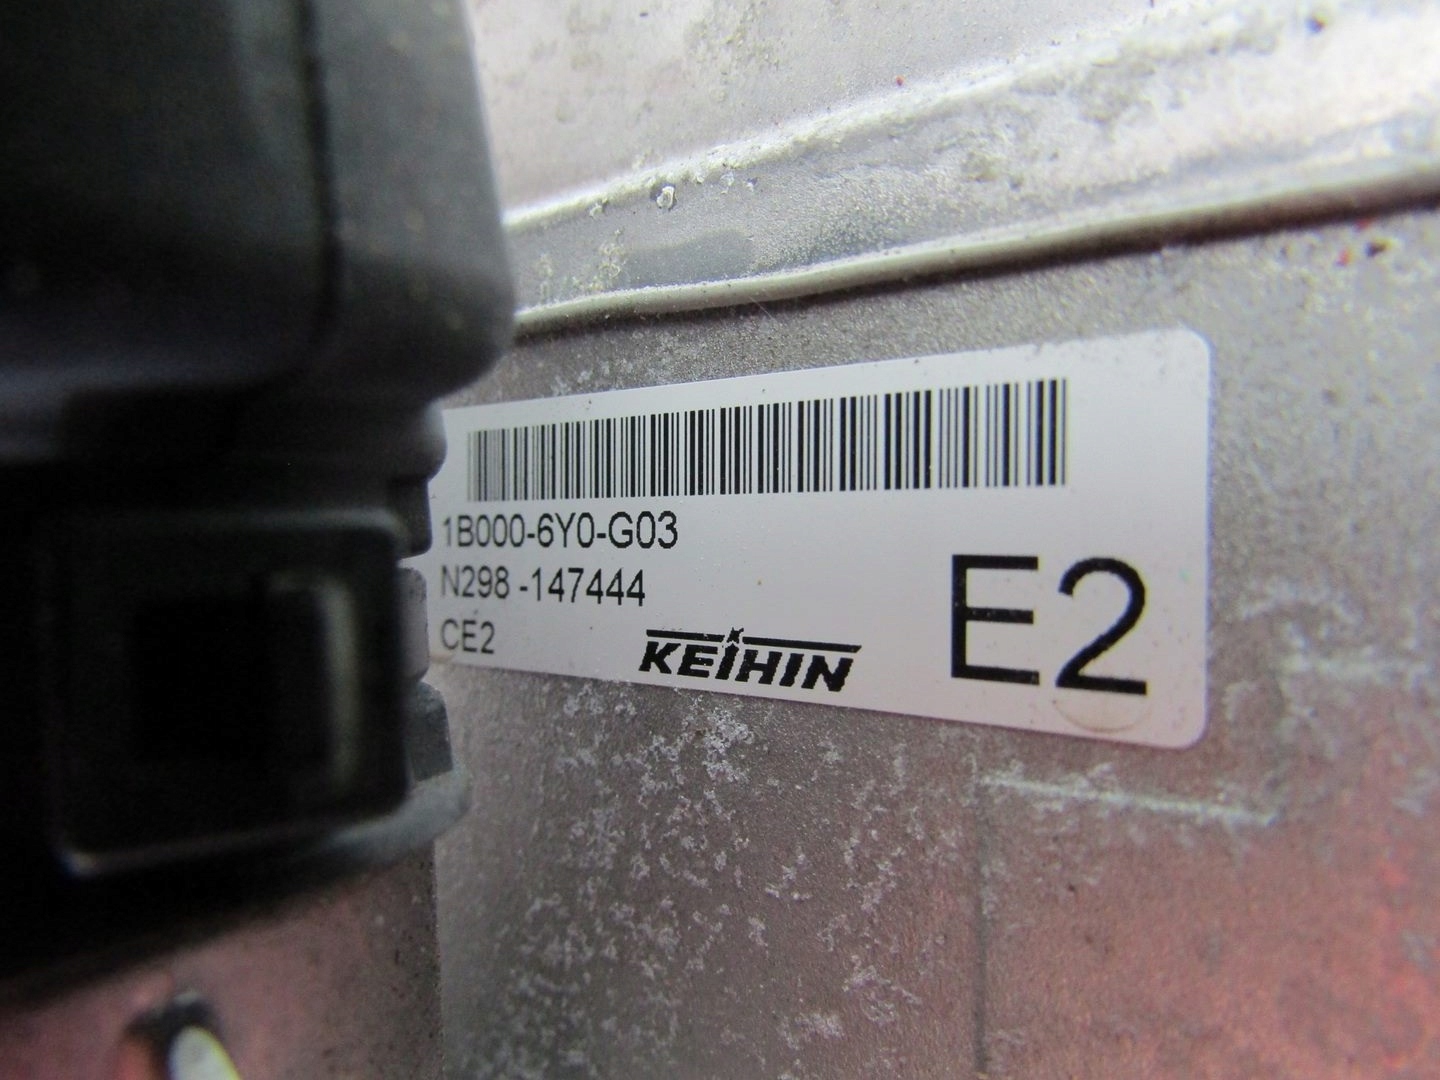 1B000-6Y0-G03
N298 -147444
CE2
KEIHIN
E2